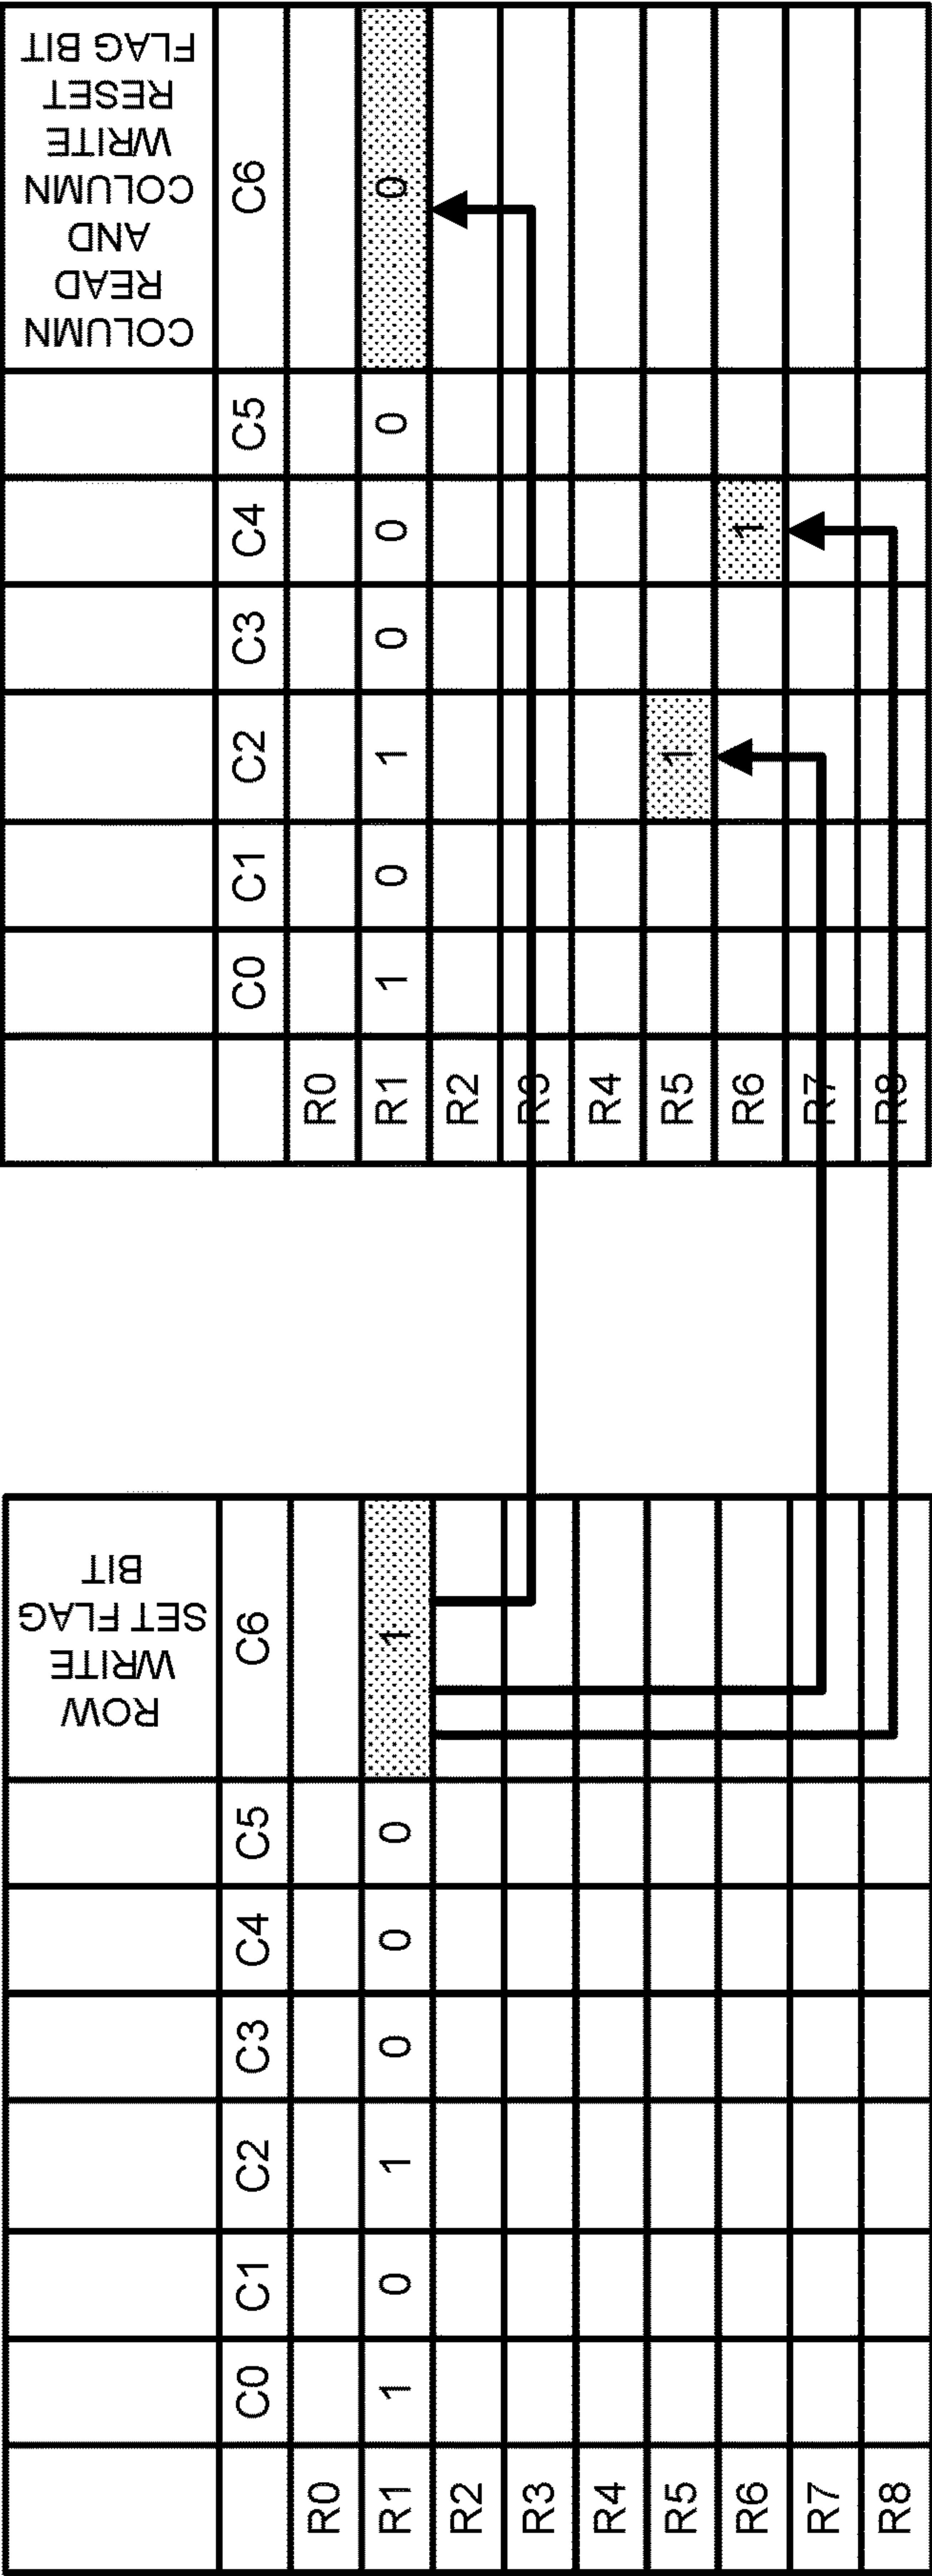 ROW
WRITE
SET FLAG
BIT
C0 C1 C2 C3 C4 C5 C6
R0
R1 1 0 1 0 0 0 1
R2
R3
R4
R5
R6
R7
R8
COLUMN
READ
AND
COLUMN
WRITE
RESET
FLAG BIT
C0 C1 C2 C3 C4 C5 C6
R0
R1 1 0 1 0 0 0 0
R2
R3
R4
R5 1
R6 1
R7
R8